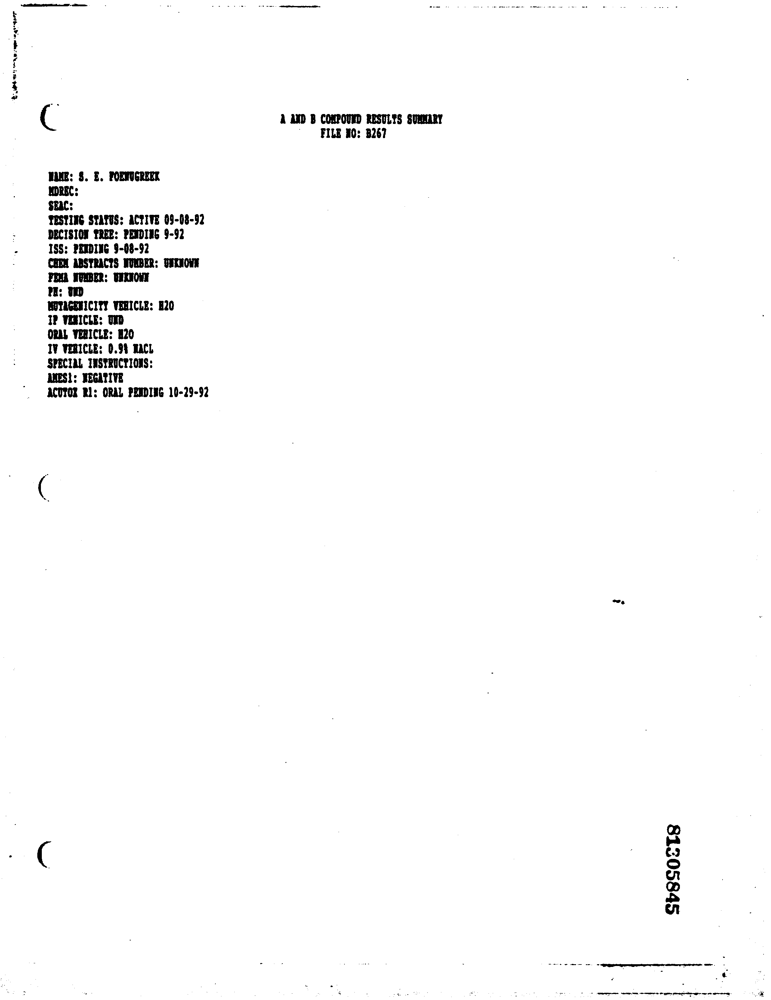 A AND B COMPOUND RESULTS SUMMARY
FILE NO: B267
NAME: S. E. FOENUGREEK
MDREC:
SEAC:
TESTING STATUS: ACTIVE 09-08-92
DECISION TREE: PENDING 9-92
ISS: PENDING 9-08-92
CHEM ABSTRACTS NUMBER: UNKNOWN
FEMA NUMBER: UNKNOWN
PH: UND
MUTAGENICITY VEHICLE: H2O
IP VEHICLE: UND
ORAL VEHICLE: H2O
IV VEHICLE: 0.9% NACL
SPECIAL INSTRUCTIONS:
AMES1: NEGATIVE
ACUTOX R1: ORAL PENDING 10-29-92
81305845